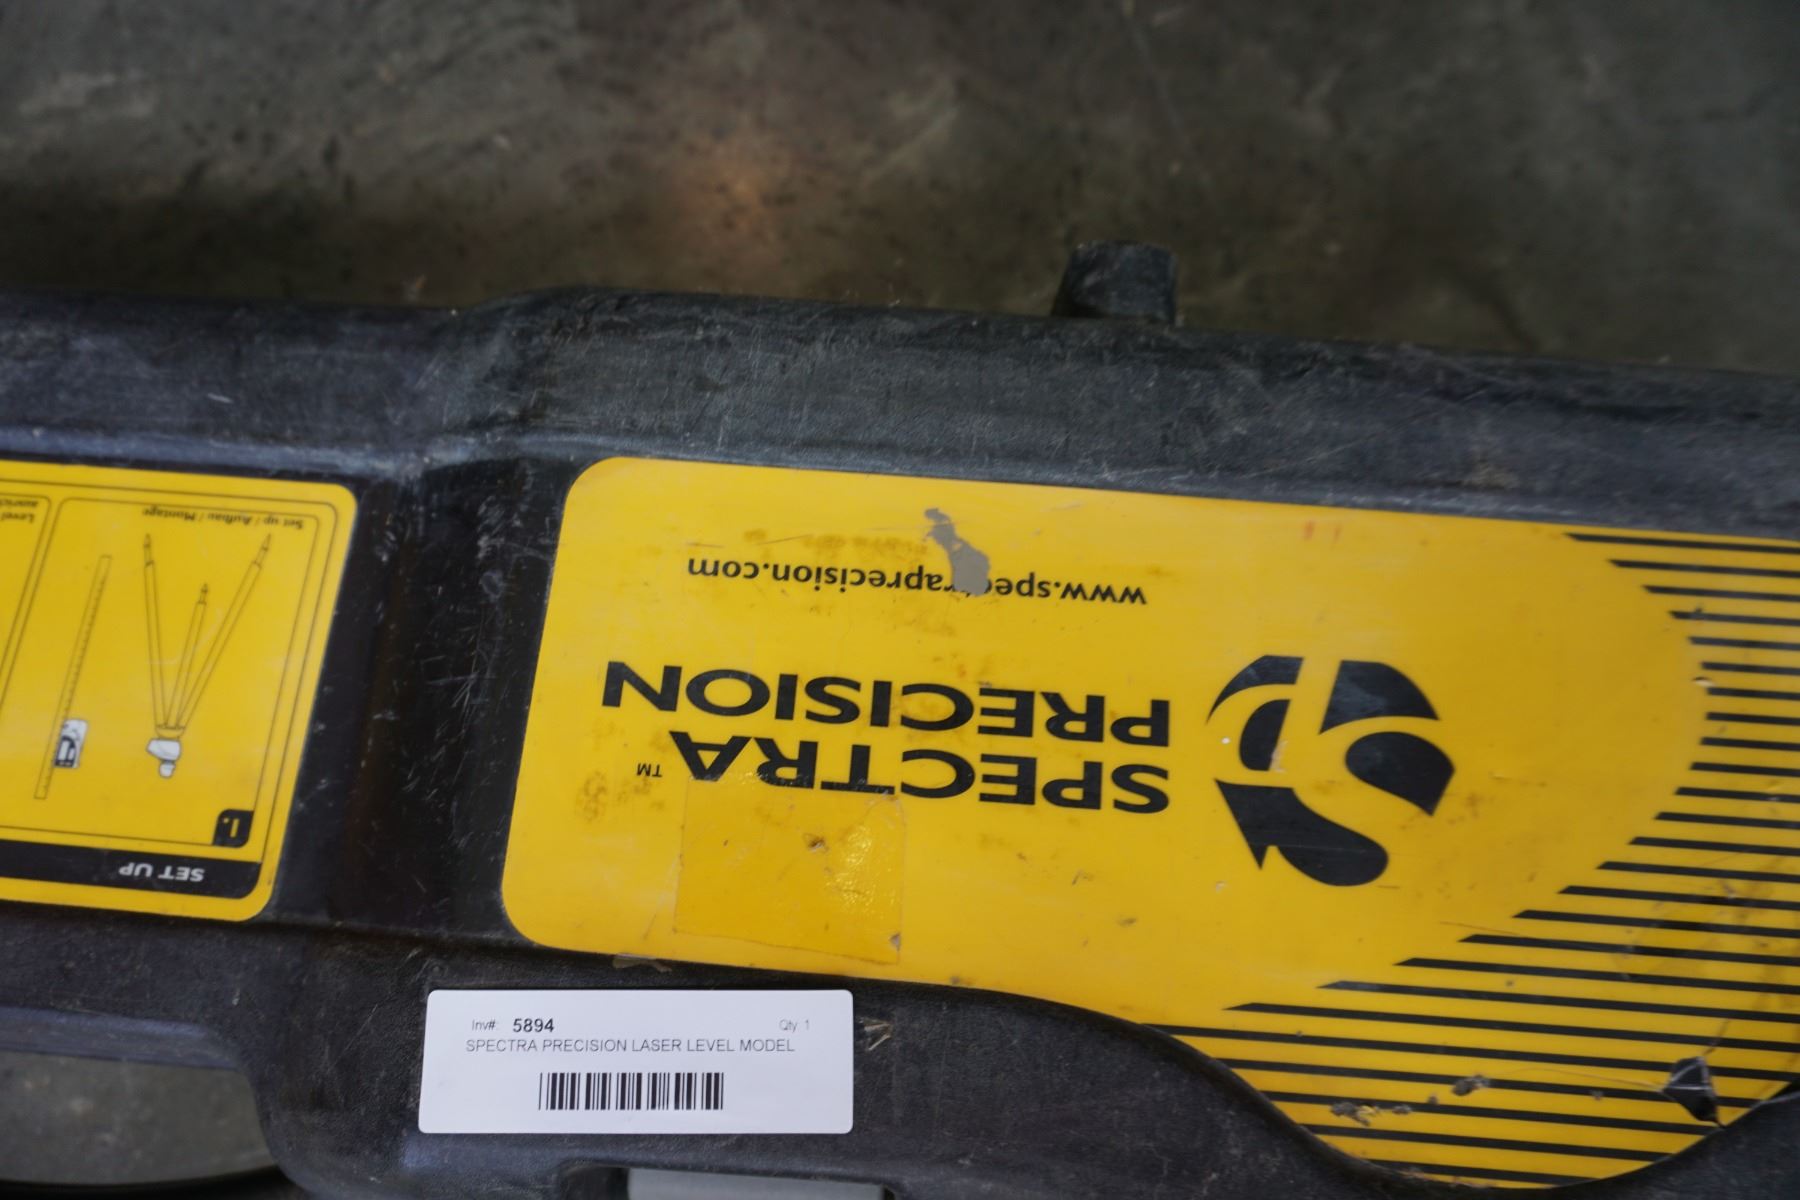 SPECTRA
PRECISION
TM
www.spectraprecision.com
SET UP
1.
Set up / Aufbau / Montage
Level
Inv#: 5894
Qty 1
SPECTRA PRECISION LASER LEVEL MODEL